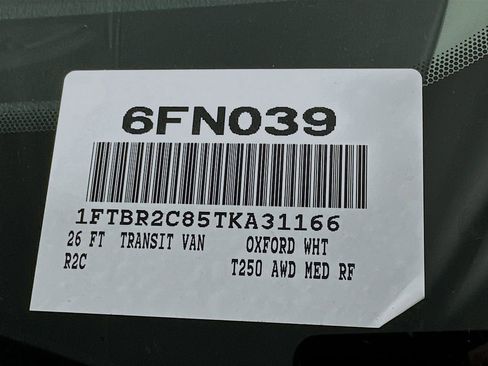 6FN039
1FTBR2C85TKA31166
26 FT TRANSIT VAN OXFORD WHT
R2C T250 AWD MED RF